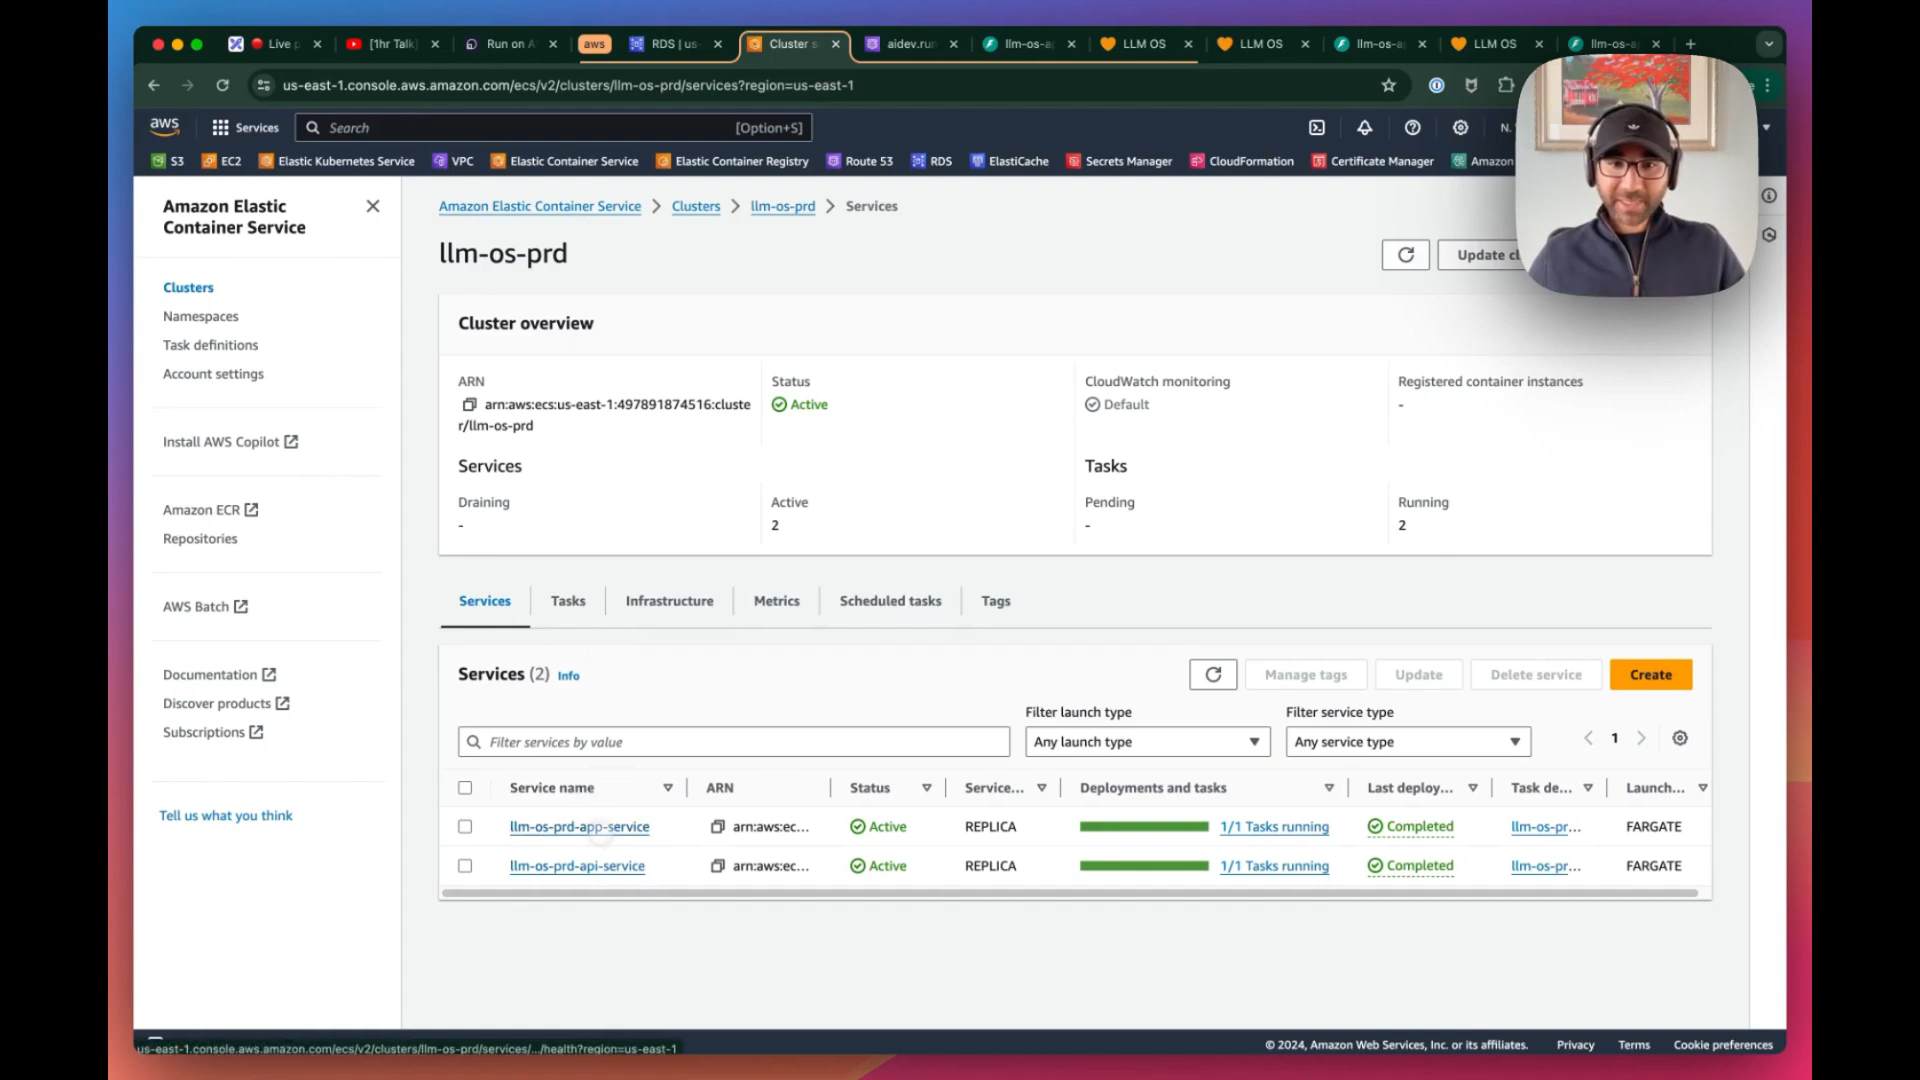 Live
[1hr Talk
Run on A
aws
RDS | us
Cluster s
aidev.run
llm-os-a
LLM OS
LLM OS
llm-os-a
LLM OS
llm-os-a
us-east-1.console.aws.amazon.com/ecs/v2/clusters/llm-os-prd/services?region=us-east-1
aws
Services
Search
[Option+S]
N.
S3
EC2
Elastic Kubernetes Service
VPC
Elastic Container Service
Elastic Container Registry
Route 53
RDS
ElastiCache
Secrets Manager
CloudFormation
Certificate Manager
Amazon
Amazon Elastic
Container Service
Clusters
Namespaces
Task definitions
Account settings
Install AWS Copilot
Amazon ECR
Repositories
AWS Batch
Documentation
Discover products
Subscriptions
Tell us what you think
Amazon Elastic Container Service > Clusters > llm-os-prd > Services
llm-os-prd
Update cl
Cluster overview
ARN
arn:aws:ecs:us-east-1:497891874516:cluste
r/llm-os-prd
Status
Active
CloudWatch monitoring
Default
Registered container instances
-
Services
Tasks
Draining
-
Active
2
Pending
-
Running
2
Services
Tasks
Infrastructure
Metrics
Scheduled tasks
Tags
Services (2) Info
Manage tags
Update
Delete service
Create
Filter services by value
Filter launch type
Any launch type
Filter service type
Any service type
1
Service name
ARN
Status
Service...
Deployments and tasks
Last deploy...
Task de...
Launch...
llm-os-prd-app-service
arn:aws:ec...
Active
REPLICA
1/1 Tasks running
Completed
llm-os-pr...
FARGATE
llm-os-prd-api-service
arn:aws:ec...
Active
REPLICA
1/1 Tasks running
Completed
llm-os-pr...
FARGATE
us-east-1.console.aws.amazon.com/ecs/v2/clusters/llm-os-prd/services/.../health?region=us-east-1
© 2024, Amazon Web Services, Inc. or its affiliates.
Privacy
Terms
Cookie preferences